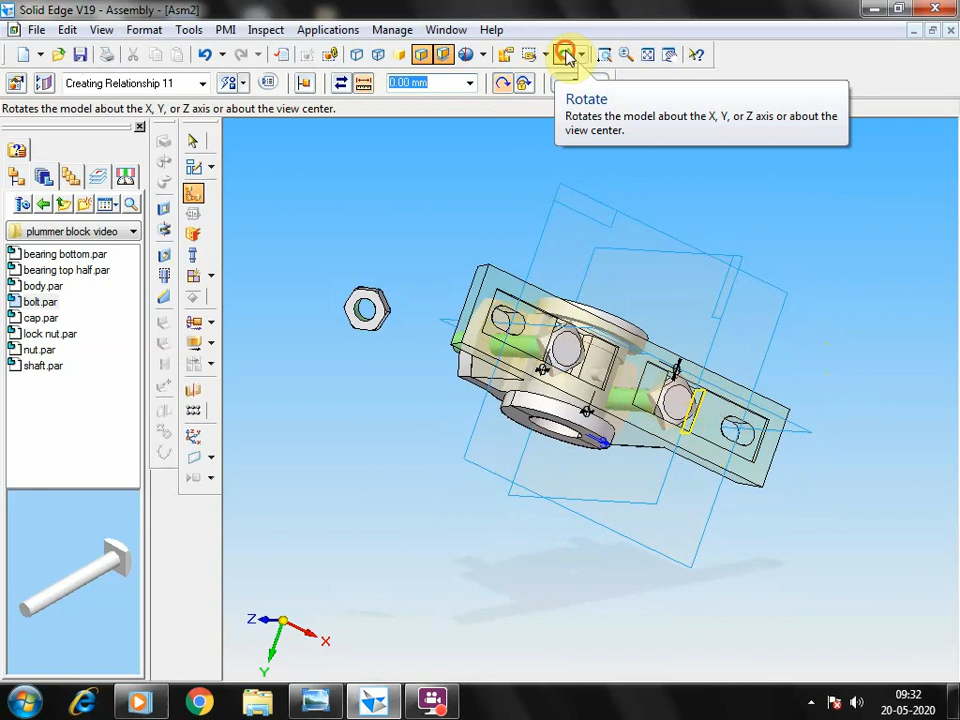 Solid Edge V19 - Assembly - [Asm2]
File Edit View Format Tools PMI Inspect Applications Manage Window Help
Creating Relationship 11
0.00 mm
Rotates the model about the X, Y, or Z axis or about the view center.
Rotate
Rotates the model about the X, Y, or Z axis or about the
view center.
plummer block video
bearing bottom.par
bearing top half.par
body.par
bolt.par
cap.par
lock nut.par
nut.par
shaft.par
Z
X
Y
09:32
20-05-2020